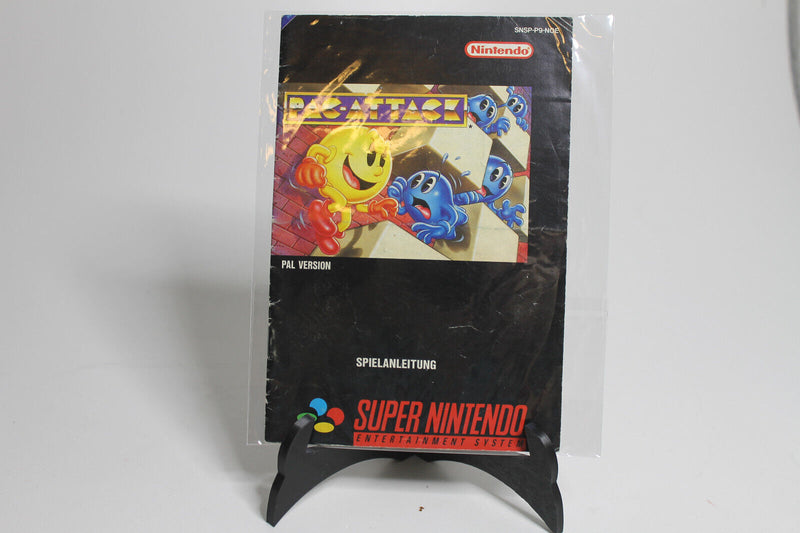 SNSP-P9-NOE
Nintendo
PAC-ATTACK
PAL VERSION
SPIELANLEITUNG
SUPER NINTENDO
ENTERTAINMENT SYSTEM